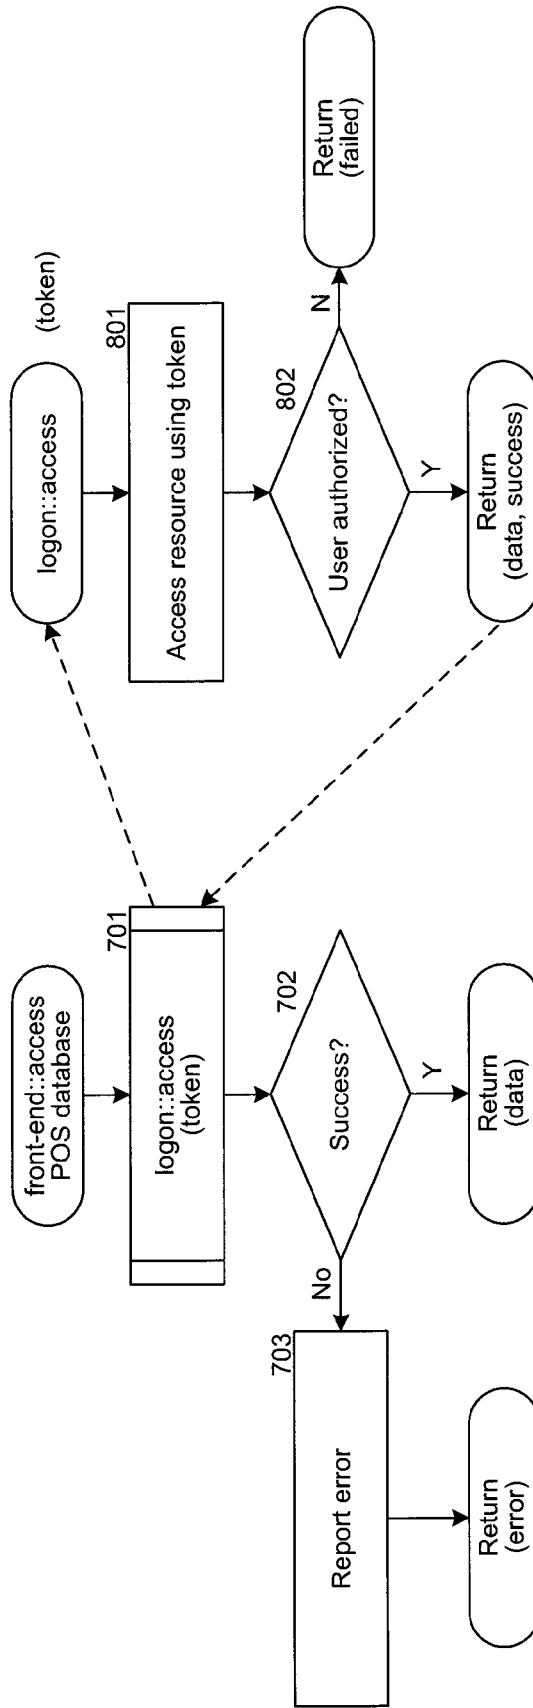 front-end::access
POS database
701
logon::access
(token)
702
Success?
No
Y
703
Report error
Return
(error)
Return
(data)
logon::access
(token)
801
Access resource using token
802
User authorized?
N
Y
Return
(failed)
Return
(data, success)